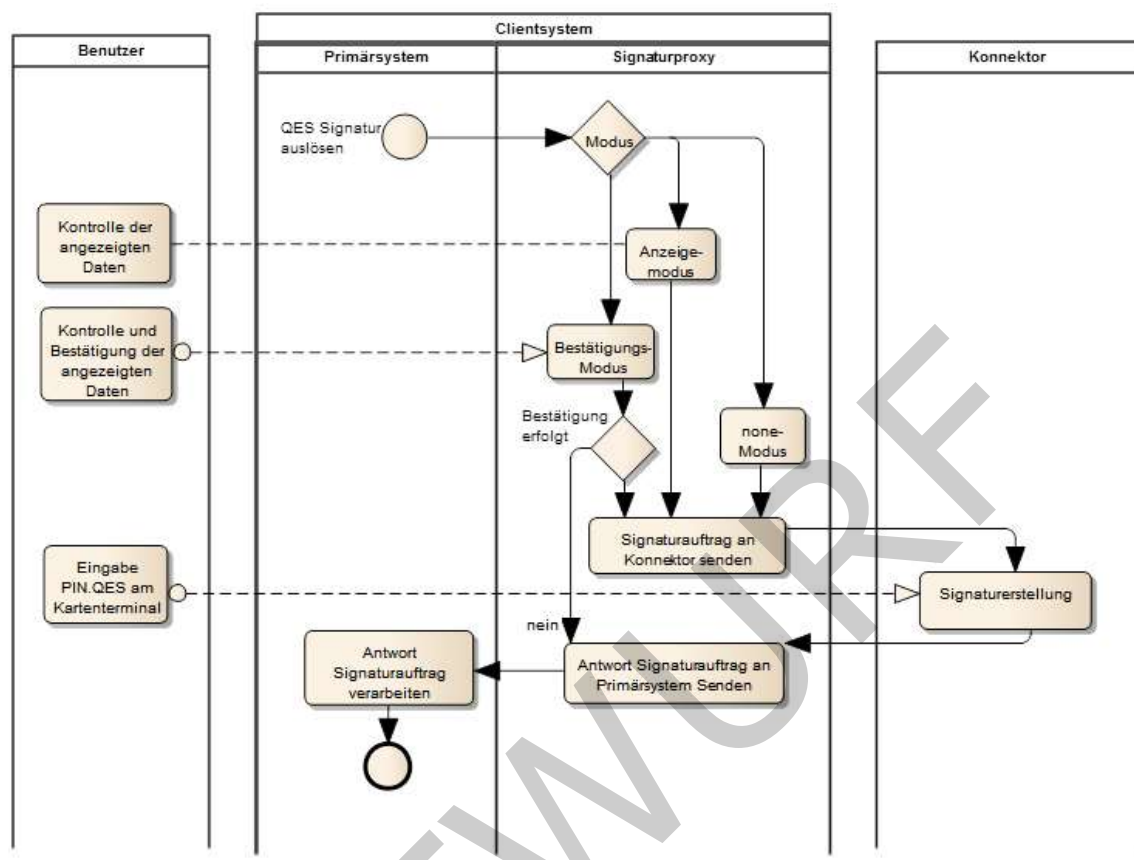 Clientsystem
Benutzer
Primärsystem
Signaturproxy
Konnektor
QES Signatur
auslösen
Modus
Kontrolle der
angezeigten
Daten
Anzeige-
modus
Kontrolle und
Bestätigung der
angezeigten
Daten
Bestätigungs-
Modus
Bestätigung
erfolgt
none-
Modus
Signaturauftrag an
Konnektor senden
Eingabe
PIN.QES am
Kartenterminal
Signaturerstellung
nein
Antwort
Signaturauftrag
verarbeiten
Antwort Signaturauftrag an
Primärsystem Senden
TWURF